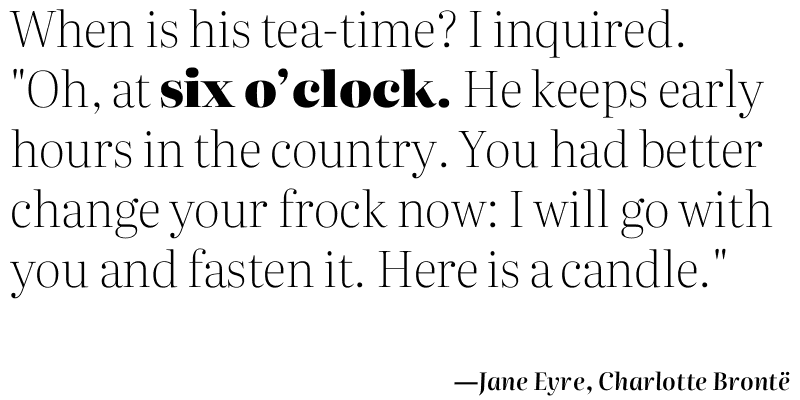 When is his tea-time? I inquired.
"Oh, at six o’clock. He keeps early
hours in the country. You had better
change your frock now: I will go with
you and fasten it. Here is a candle."
—Jane Eyre, Charlotte Brontë